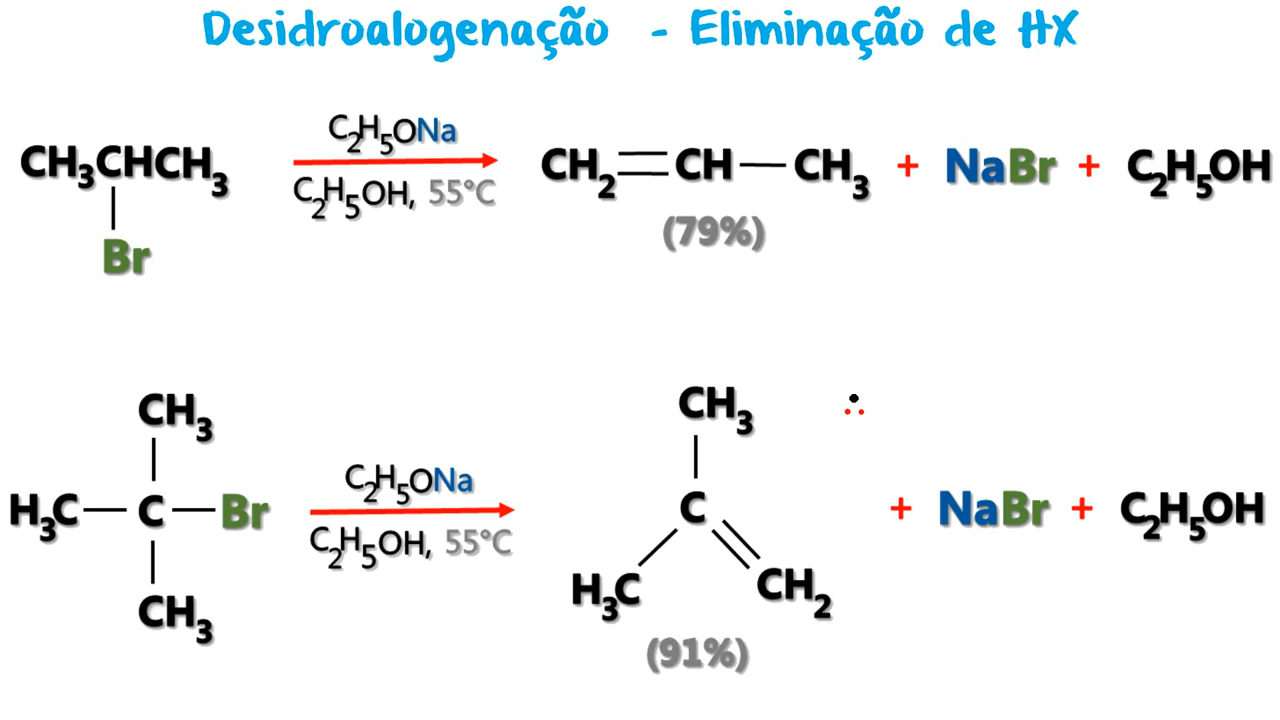 Desidroalogenação - Eliminação de HX
C₂H₅ONa
CH₃CHCH₃ CH₂ CH CH₃ + NaBr + C₂H₅OH
C₂H₅OH, 55°C
(79%)
Br
CH₃ CH₃
C₂H₅ONa
H₃C C Br C + NaBr + C₂H₅OH
C₂H₅OH, 55°C
H₃C CH₂
CH₃
(91%)